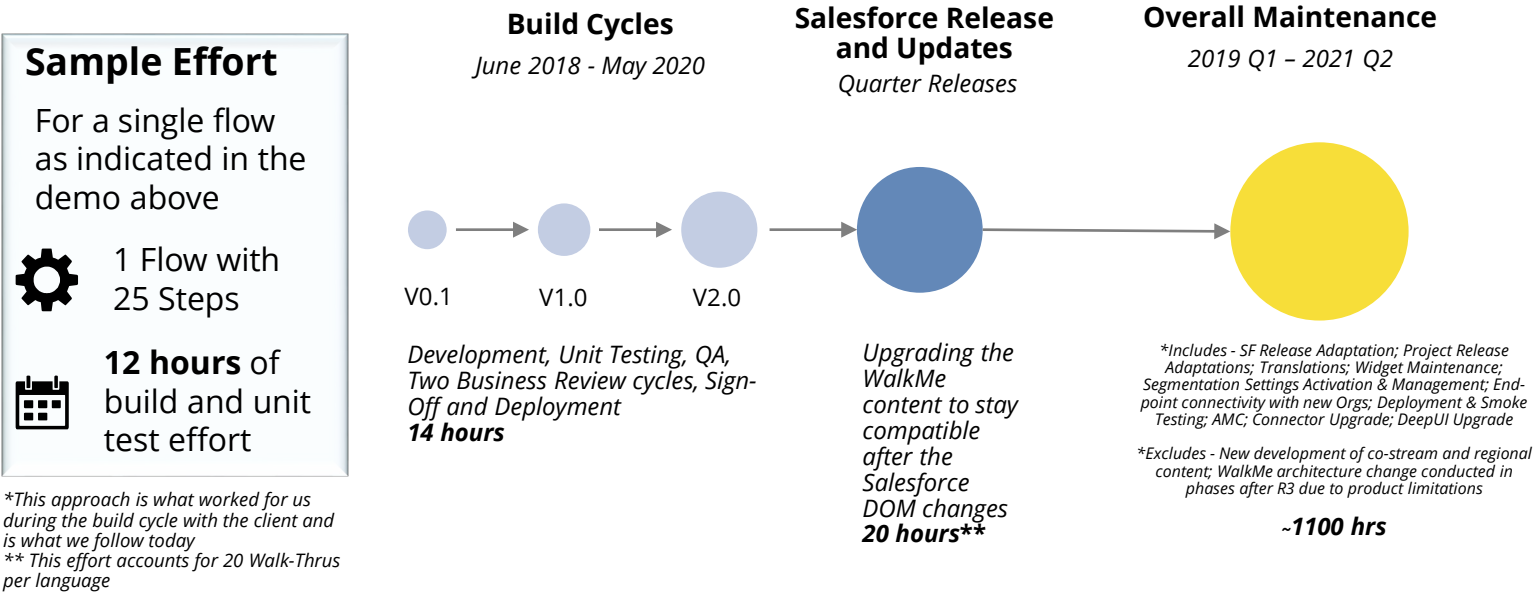 Sample Effort
For a single flow
as indicated in the
demo above
1 Flow with
25 Steps
12 hours of
build and unit
test effort
*This approach is what worked for us
during the build cycle with the client and
is what we follow today
** This effort accounts for 20 Walk-Thrus
per language
Build Cycles
June 2018 - May 2020
V0.1
V1.0
V2.0
Development, Unit Testing, QA,
Two Business Review cycles, Sign-
Off and Deployment
14 hours
Salesforce Release
and Updates
Quarter Releases
Upgrading the
WalkMe
content to stay
compatible
after the
Salesforce
DOM changes
20 hours**
Overall Maintenance
2019 Q1 – 2021 Q2
*Includes - SF Release Adaptation; Project Release
Adaptations; Translations; Widget Maintenance;
Segmentation Settings Activation & Management; End-
point connectivity with new Orgs; Deployment & Smoke
Testing; AMC; Connector Upgrade; DeepUI Upgrade
*Excludes - New development of co-stream and regional
content; WalkMe architecture change conducted in
phases after R3 due to product limitations
~1100 hrs